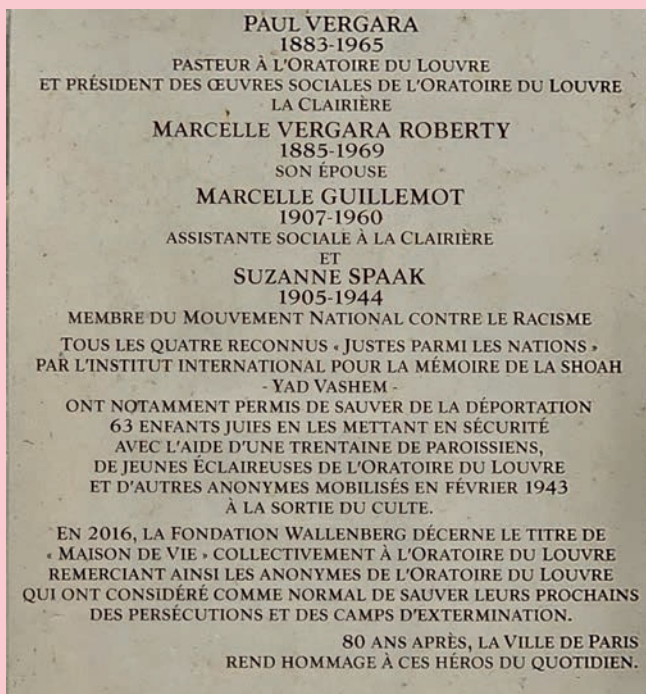 PAUL VERGARA
1883-1965
PASTEUR À L'ORATOIRE DU LOUVRE
ET PRÉSIDENT DES ŒUVRES SOCIALES DE L'ORATOIRE DU LOUVRE
LA CLAIRIÈRE
MARCELLE VERGARA ROBERTY
1885-1969
SON ÉPOUSE
MARCELLE GUILLEMOT
1907-1960
ASSISTANTE SOCIALE À LA CLAIRIÈRE
ET
SUZANNE SPAAK
1905-1944
MEMBRE DU MOUVEMENT NATIONAL CONTRE LE RACISME
TOUS LES QUATRE RECONNUS « JUSTES PARMI LES NATIONS »
PAR L'INSTITUT INTERNATIONAL POUR LA MÉMOIRE DE LA SHOAH
- YAD VASHEM -
ONT NOTAMMENT PERMIS DE SAUVER DE LA DÉPORTATION
63 ENFANTS JUIFS EN LES METTANT EN SÉCURITÉ
AVEC L'AIDE D'UNE TRENTAINE DE PAROISSIENS,
DE JEUNES ÉCLAIREUSES DE L'ORATOIRE DU LOUVRE
ET D'AUTRES ANONYMES MOBILISÉS EN FÉVRIER 1943
À LA SORTIE DU CULTE.
EN 2016, LA FONDATION WALLENBERG DÉCERNE LE TITRE DE
« MAISON DE VIE » COLLECTIVEMENT À L'ORATOIRE DU LOUVRE
REMERCIANT AINSI LES ANONYMES DE L'ORATOIRE DU LOUVRE
QUI ONT CONSIDÉRÉ COMME NORMAL DE SAUVER LEURS PROCHAINS
DES PERSÉCUTIONS ET DES CAMPS D'EXTERMINATION.
80 ANS APRÈS, LA VILLE DE PARIS
REND HOMMAGE À CES HÉROS DU QUOTIDIEN.